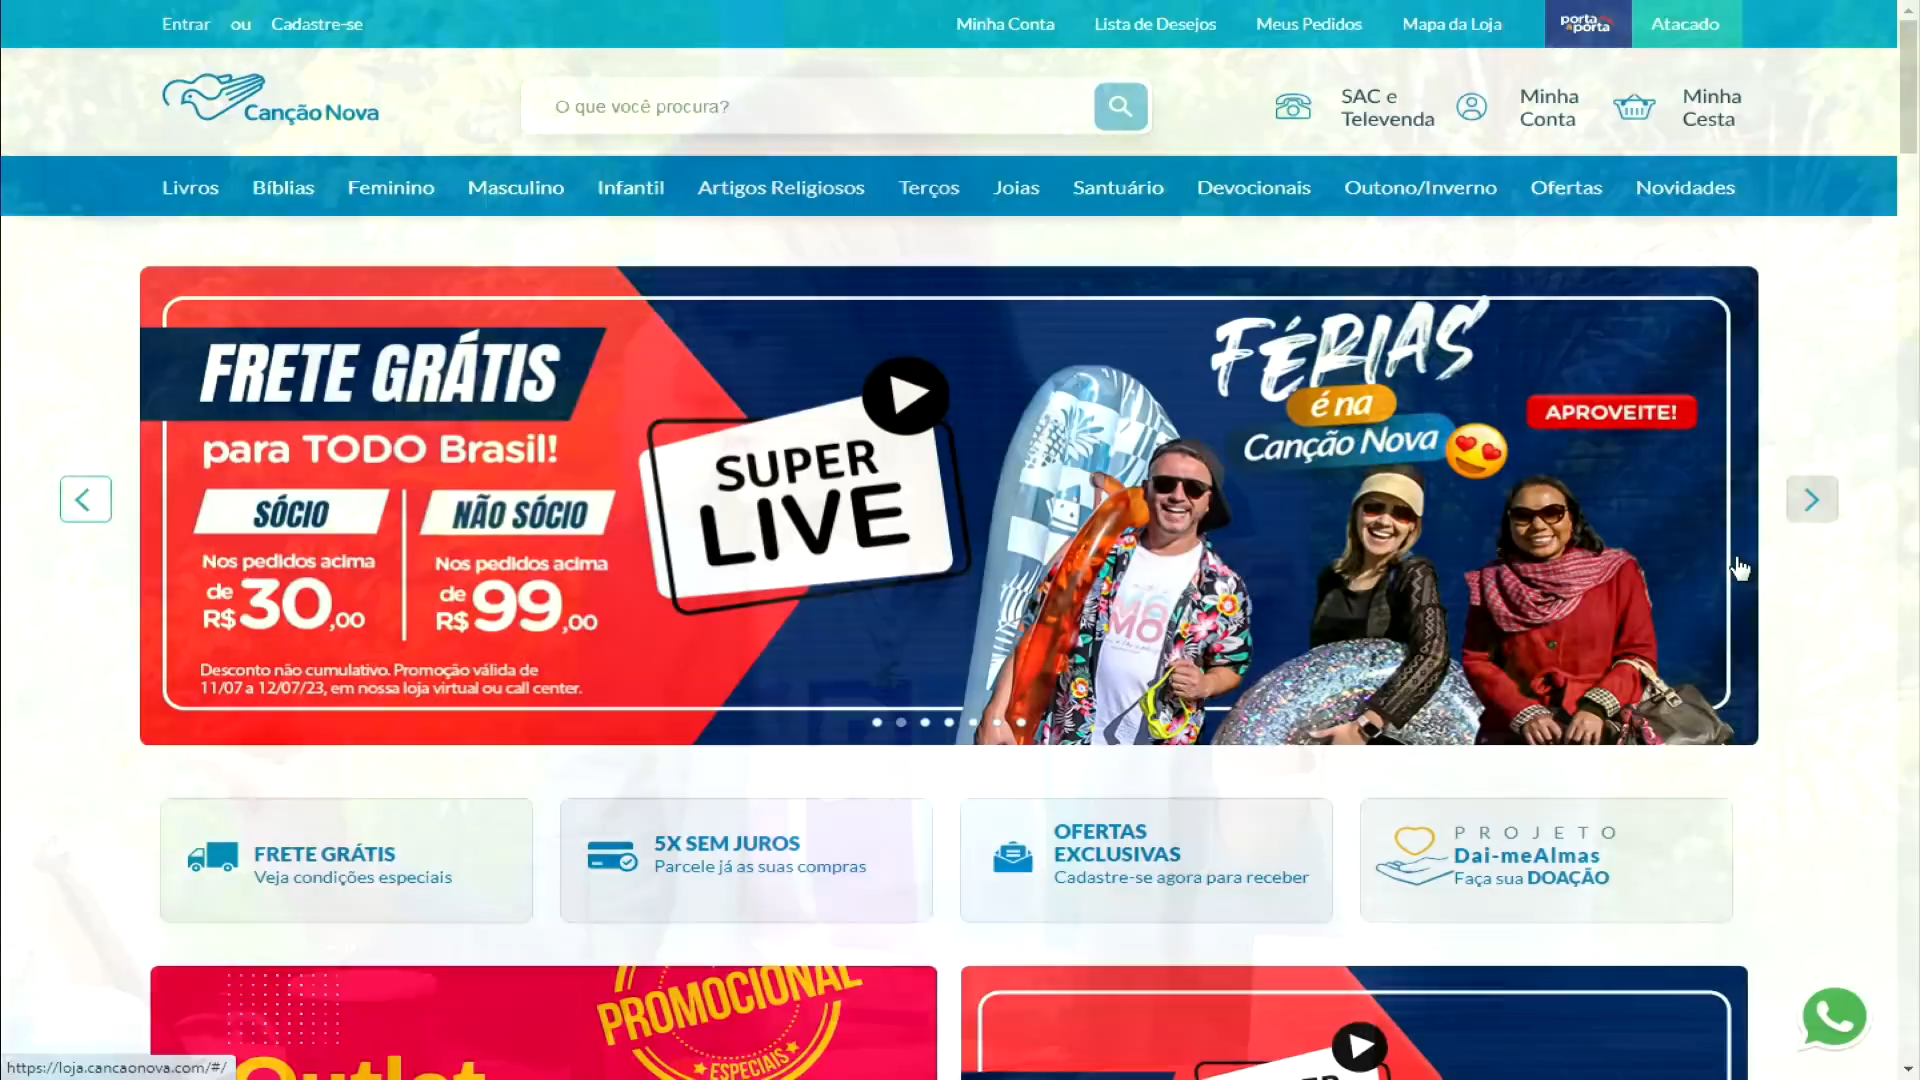 Entrar ou Cadastre-se
Minha Conta Lista de Desejos Meus Pedidos Mapa da Loja porta a porta Atacado
Canção Nova
O que você procura?
SAC e
Televenda
Minha
Conta
Minha
Cesta
Livros Bíblias Feminino Masculino Infantil Artigos Religiosos Terços Joias Santuário Devocionais Outono/Inverno Ofertas Novidades
FRETE GRÁTIS
para TODO Brasil!
SÓCIO
Nos pedidos acima
de
R$ 30,00
NÃO SÓCIO
Nos pedidos acima
de
R$ 99,00
Desconto não cumulativo. Promoção válida de
11/07 a 12/07/23, em nossa loja virtual ou call center.
SUPER
LIVE
FÉRIAS
é na
Canção Nova
APROVEITE!
FRETE GRÁTIS
Veja condições especiais
5X SEM JUROS
Parcele já as suas compras
OFERTAS
EXCLUSIVAS
Cadastre-se agora para receber
PROJETO
Dai-meAlmas
Faça sua DOAÇÃO
PROMOCIONAL
ESPECIAIS
Outlet
https://loja.cancaonova.com/#/